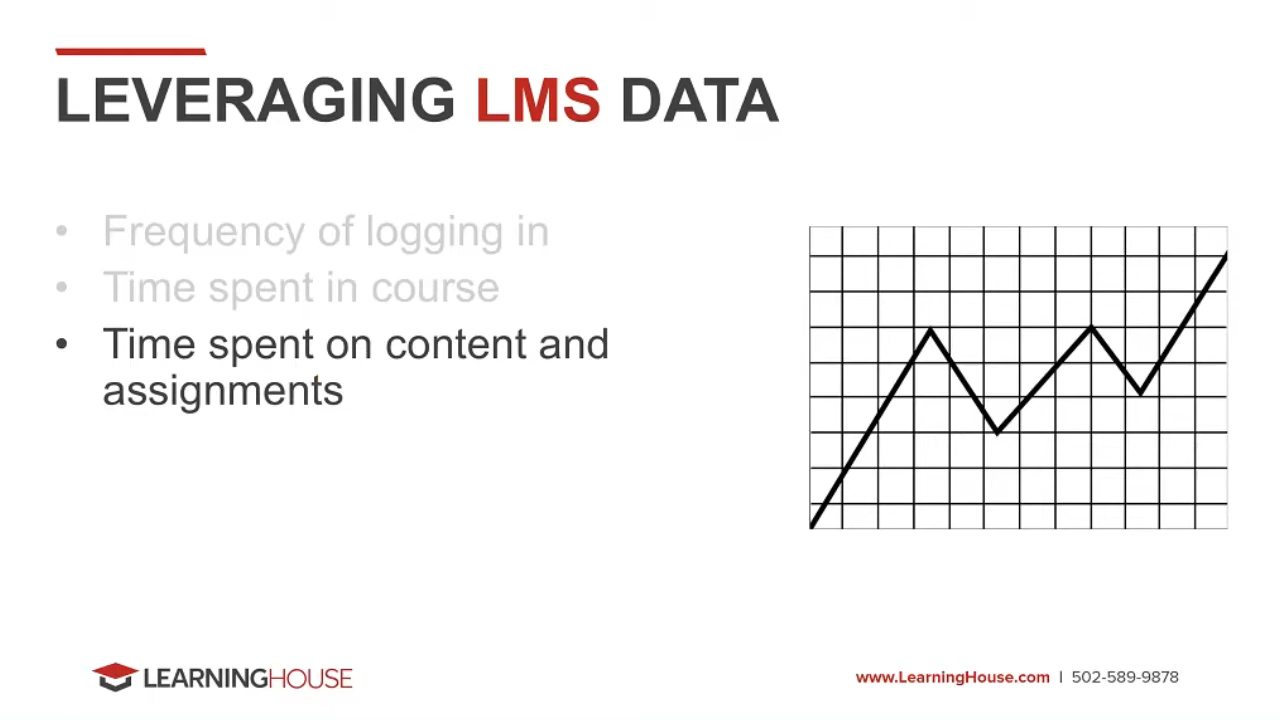 LEVERAGING LMS DATA
• Frequency of logging in
• Time spent in course
• Time spent on content and
assignments
LEARNINGHOUSE
www.LearningHouse.com | 502-589-9878